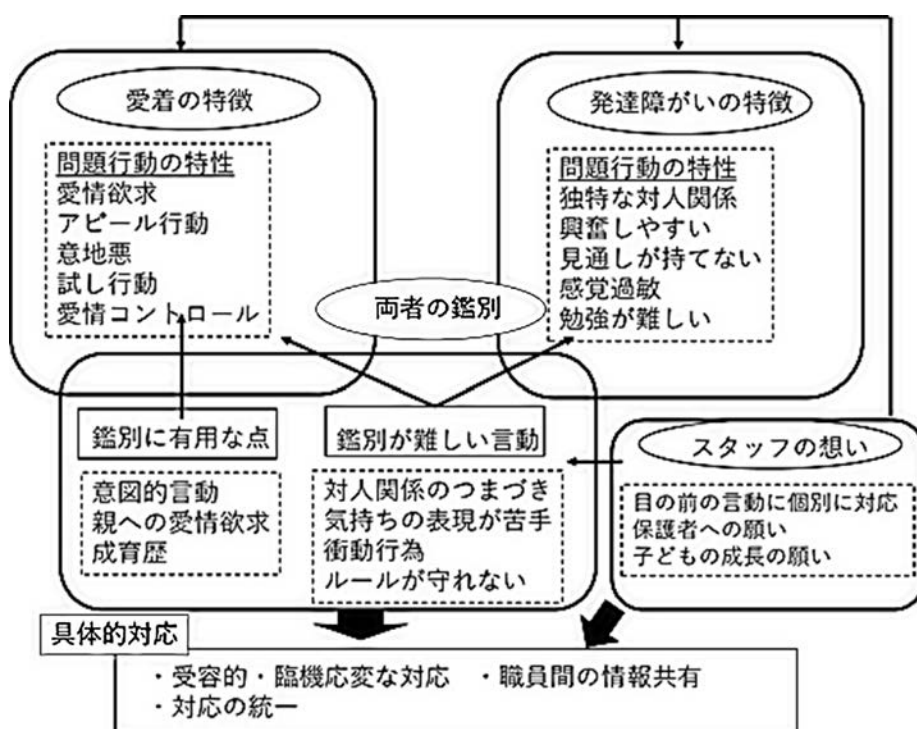 愛着の特徴
問題行動の特性
愛情欲求
アピール行動
意地悪
試し行動
愛情コントロール
発達障がいの特徴
問題行動の特性
独特な対人関係
興奮しやすい
見通しが持てない
感覚過敏
勉強が難しい
両者の鑑別
鑑別に有用な点
意図的言動
親への愛情欲求
成育歴
鑑別が難しい言動
対人関係のつまづき
気持ちの表現が苦手
衝動行為
ルールが守れない
スタッフの想い
目の前の言動に個別に対応
保護者への願い
子どもの成長の願い
具体的対応
・受容的・臨機応変な対応 ・職員間の情報共有
・対応の統一